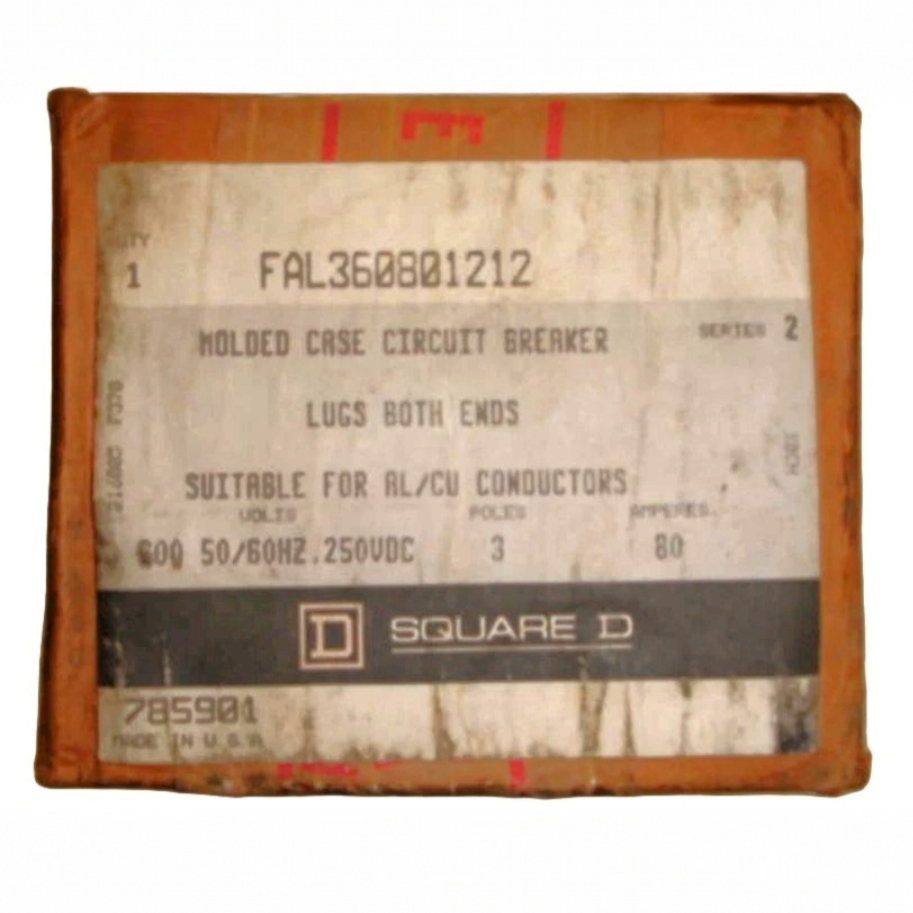 QTY
1 FAL360801212
MOLDED CASE CIRCUIT BREAKER SERIES 2
LUGS BOTH ENDS
SUITABLE FOR AL/CU CONDUCTORS
VOLTS POLES AMPERES
600 50/60HZ.250VDC 3 80
D SQUARE D
785901
MADE IN U.S.A